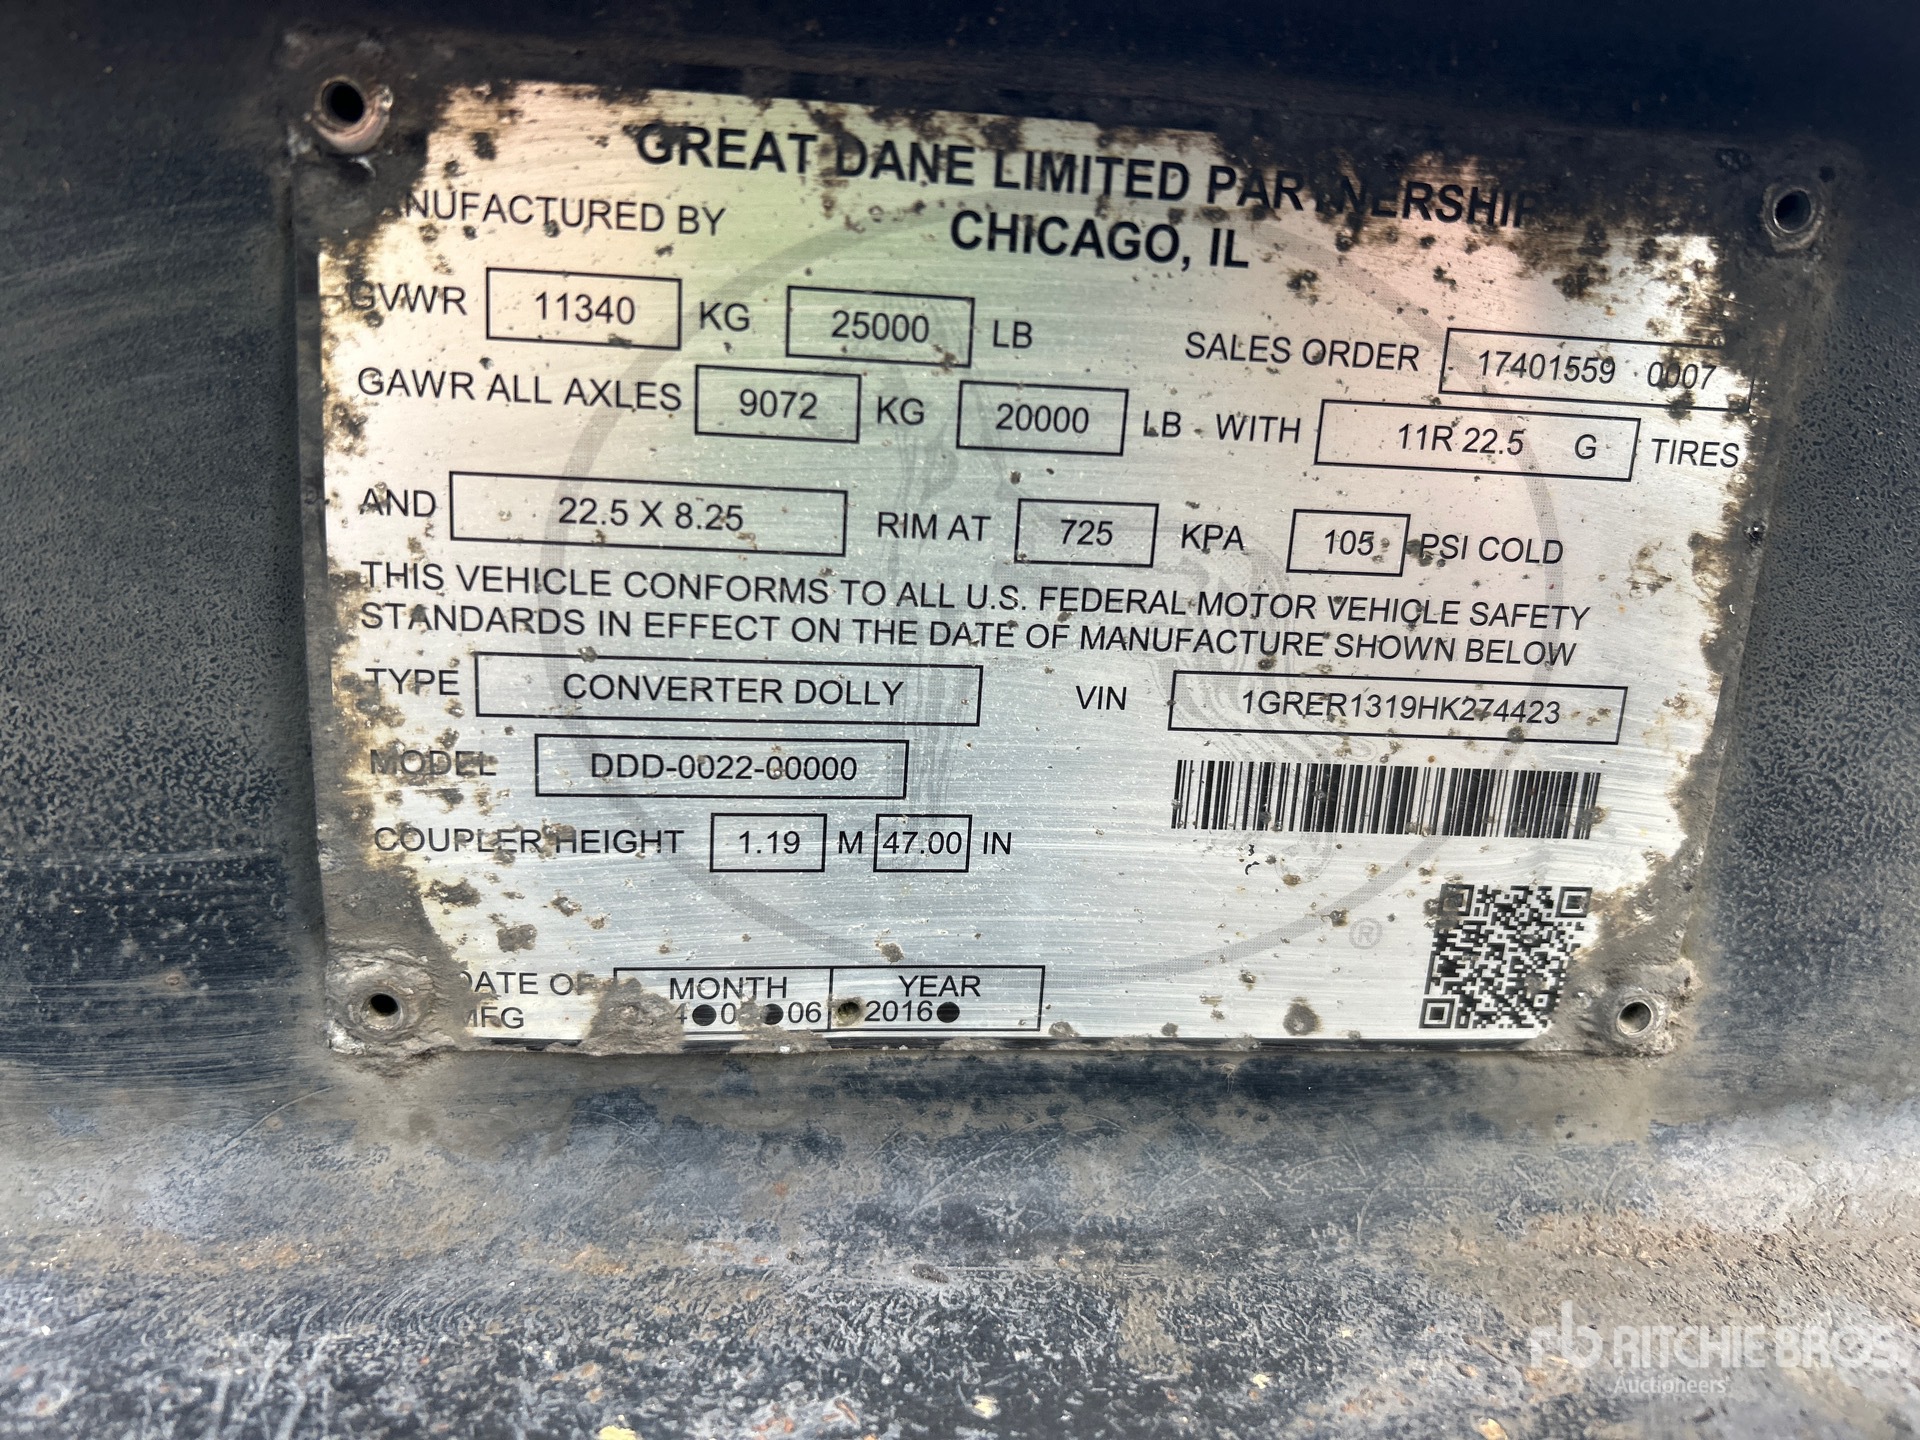 GREAT DANE LIMITED PARTNERSHIP
MANUFACTURED BY CHICAGO, IL
GVWR 11340 KG 25000 LB SALES ORDER 17401559 0007
GAWR ALL AXLES 9072 KG 20000 LB WITH 11R 22.5 G TIRES
AND 22.5 X 8.25 RIM AT 725 KPA 105 PSI COLD
THIS VEHICLE CONFORMS TO ALL U.S. FEDERAL MOTOR VEHICLE SAFETY
STANDARDS IN EFFECT ON THE DATE OF MANUFACTURE SHOWN BELOW
TYPE CONVERTER DOLLY VIN 1GRER1319HK274423
MODEL DDD-0022-00000
COUPLER HEIGHT 1.19 M 47.00 IN
®
DATE OF MONTH YEAR
MFG 06 2016
RITCHIE BROS.
Auctioneers